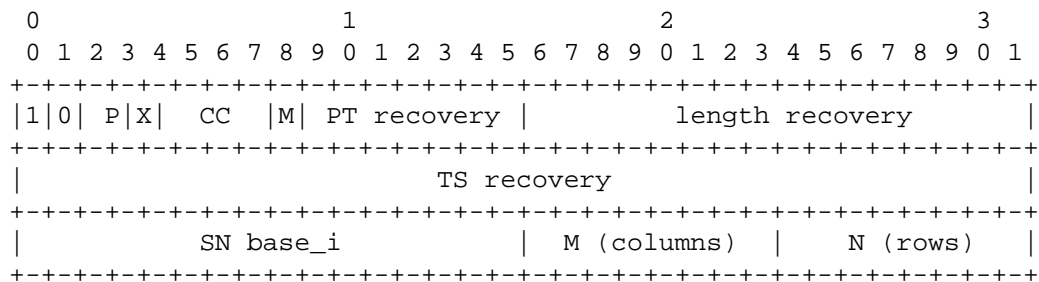 0                   1                   2                   3
 0 1 2 3 4 5 6 7 8 9 0 1 2 3 4 5 6 7 8 9 0 1 2 3 4 5 6 7 8 9 0 1
+-+-+-+-+-+-+-+-+-+-+-+-+-+-+-+-+-+-+-+-+-+-+-+-+-+-+-+-+-+-+-+-+
|1|0| P|X|  CC   |M| PT recovery |         length recovery       |
+-+-+-+-+-+-+-+-+-+-+-+-+-+-+-+-+-+-+-+-+-+-+-+-+-+-+-+-+-+-+-+-+
|                          TS recovery                          |
+-+-+-+-+-+-+-+-+-+-+-+-+-+-+-+-+-+-+-+-+-+-+-+-+-+-+-+-+-+-+-+-+
|           SN base_i           |  M (columns)  |    N (rows)   |
+-+-+-+-+-+-+-+-+-+-+-+-+-+-+-+-+-+-+-+-+-+-+-+-+-+-+-+-+-+-+-+-+